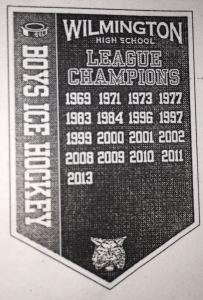 WILMINGTON
HIGH SCHOOL
LEAGUE
CHAMPIONS
1969 1971 1973 1977
1983 1984 1996 1997
1999 2000 2001 2002
2008 2009 2010 2011
2013
BOYS ICE HOCKEY